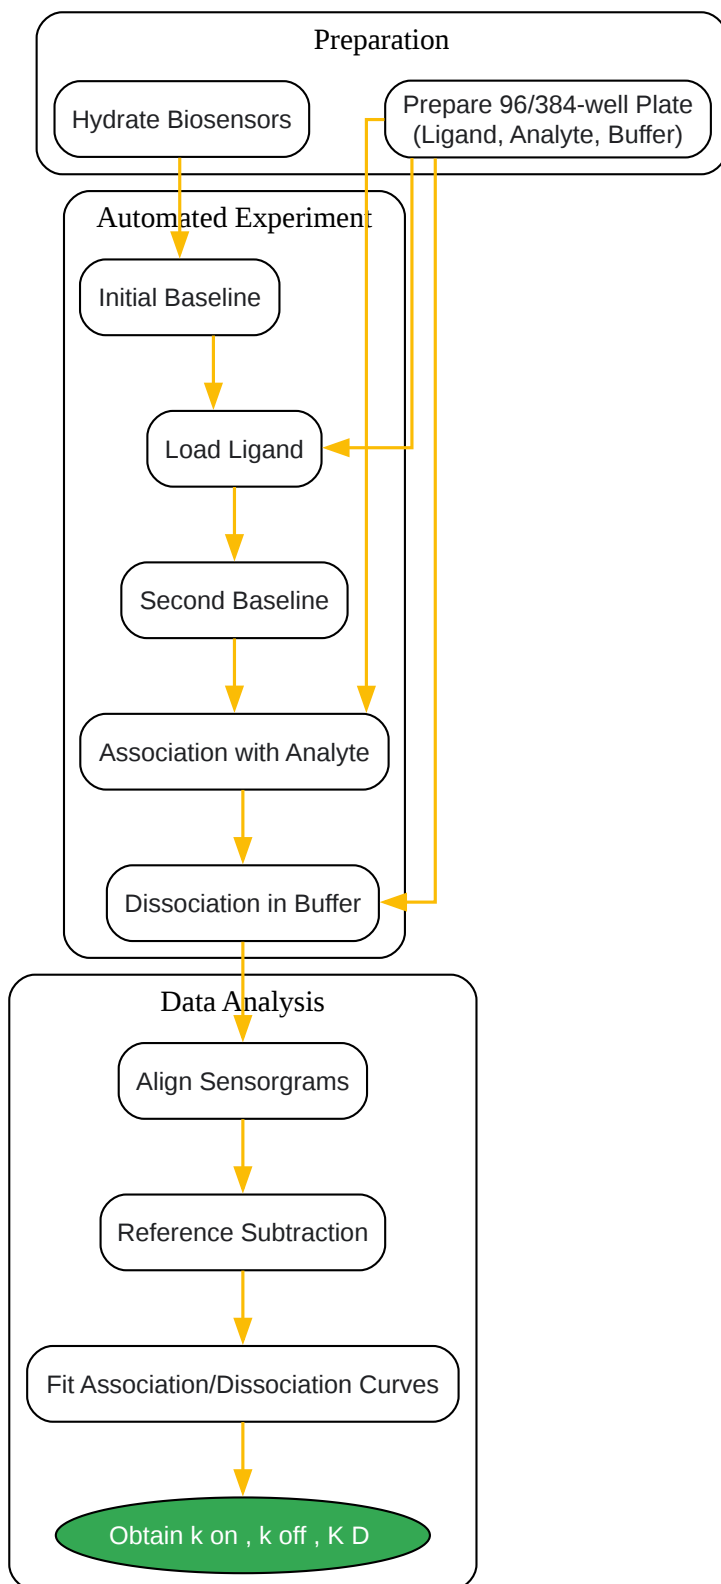 Preparation
Hydrate Biosensors
Prepare 96/384-well Plate
(Ligand, Analyte, Buffer)
Automated Experiment
Initial Baseline
Load Ligand
Second Baseline
Association with Analyte
Dissociation in Buffer
Data Analysis
Align Sensorgrams
Reference Subtraction
Fit Association/Dissociation Curves
Obtain k on , k off , K D